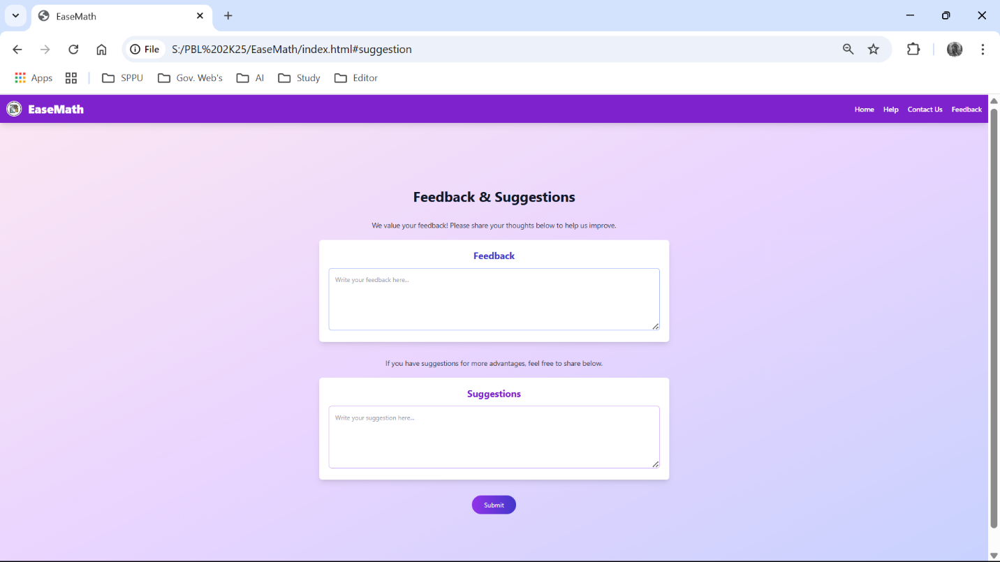 EaseMath
File S:/PBL%202K25/EaseMath/index.html#suggestion
Apps SPPU Gov. Web's AI Study Editor
EaseMath Home Help Contact Us Feedback
Feedback & Suggestions
We value your feedback! Please share your thoughts below to help us improve.
Feedback
Write your feedback here...
If you have suggestions for more advantages, feel free to share below.
Suggestions
Write your suggestion here...
Submit